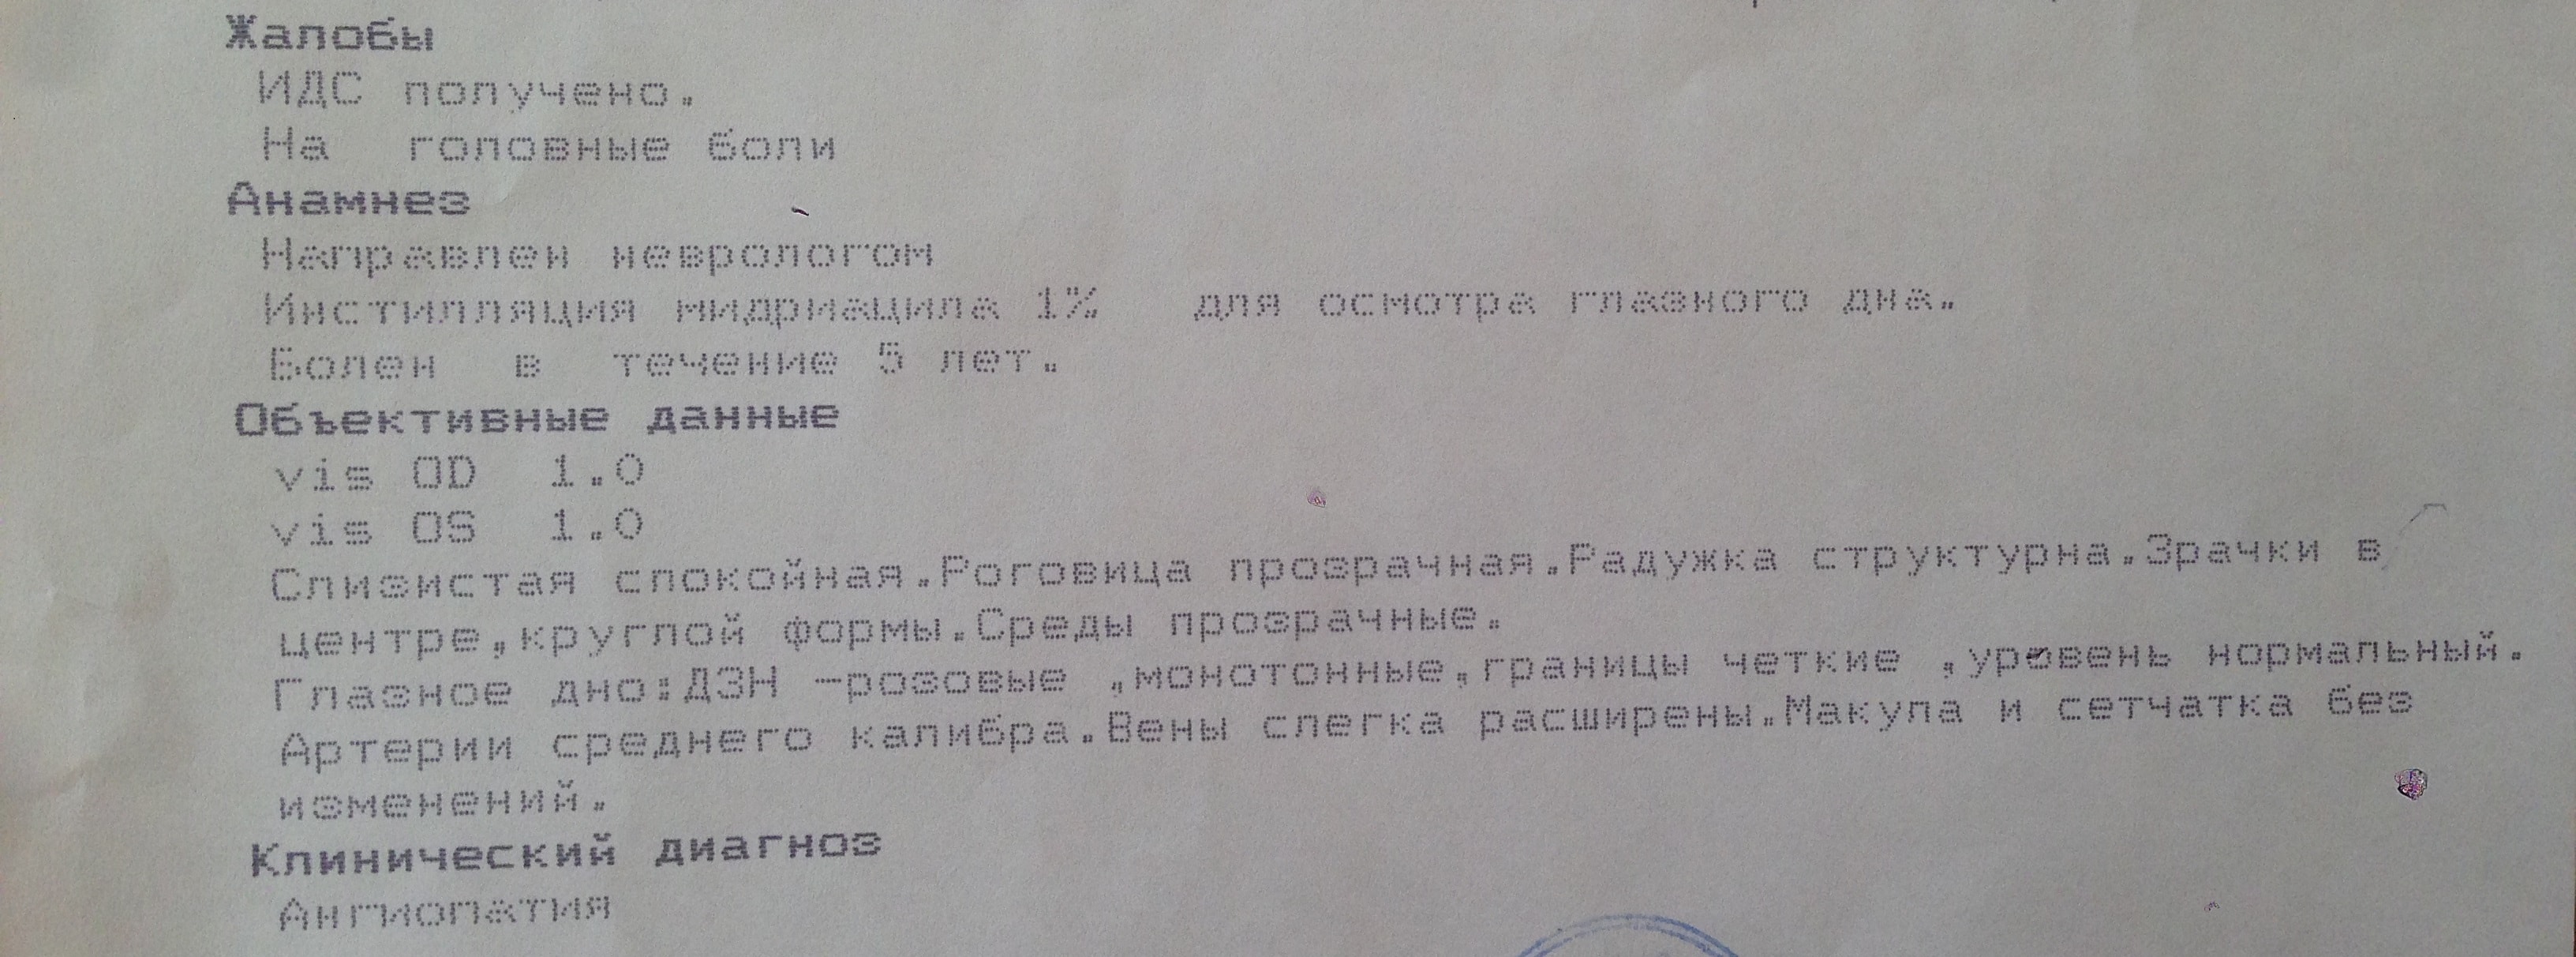 Жалобы
ИДС получено.
На головные боли
Анамнез
Направлен неврологом
Инстилляция мидриацила 1% для осмотра глазного дна.
Болен в течение 5 лет.
Объективные данные
vis OD 1.0
vis OS 1.0
Слизистая спокойная.Роговица прозрачная.Радужка структурна.Зрачки в
центре,круглой формы.Среды прозрачные.
Глазное дно:ДЗН -розовые ,монотонные,границы четкие ,уровень нормальный.
Артерии среднего калибра.Вены слегка расширены.Макула и сетчатка без
изменений.
Клинический диагноз
Ангиопатия